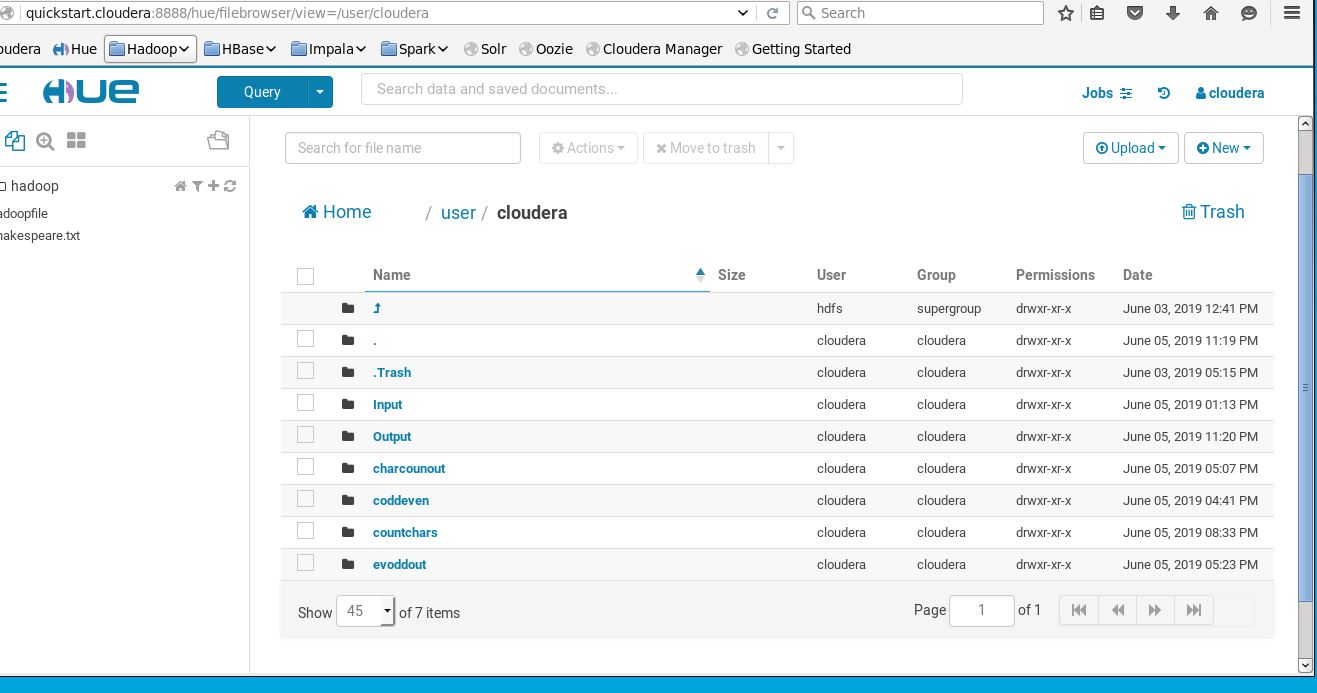 quickstart.cloudera:8888/hue/filebrowser/view=/user/cloudera Search
oudera Hue Hadoop HBase Impala Spark Solr Oozie Cloudera Manager Getting Started
HUE Query Search data and saved documents... Jobs cloudera
Search for file name Actions Move to trash Upload New
hadoop
adoopfile
hakespeare.txt
Home / user / cloudera Trash
Name Size User Group Permissions Date
hdfs supergroup drwxr-xr-x June 03, 2019 12:41 PM
. cloudera cloudera drwxr-xr-x June 05, 2019 11:19 PM
.Trash cloudera cloudera drwxr-xr-x June 03, 2019 05:15 PM
Input cloudera cloudera drwxr-xr-x June 05, 2019 01:13 PM
Output cloudera cloudera drwxr-xr-x June 05, 2019 11:20 PM
charcounout cloudera cloudera drwxr-xr-x June 05, 2019 05:07 PM
coddeven cloudera cloudera drwxr-xr-x June 05, 2019 04:41 PM
countchars cloudera cloudera drwxr-xr-x June 05, 2019 08:33 PM
evoddout cloudera cloudera drwxr-xr-x June 05, 2019 05:23 PM
Show 45 of 7 items Page 1 of 1